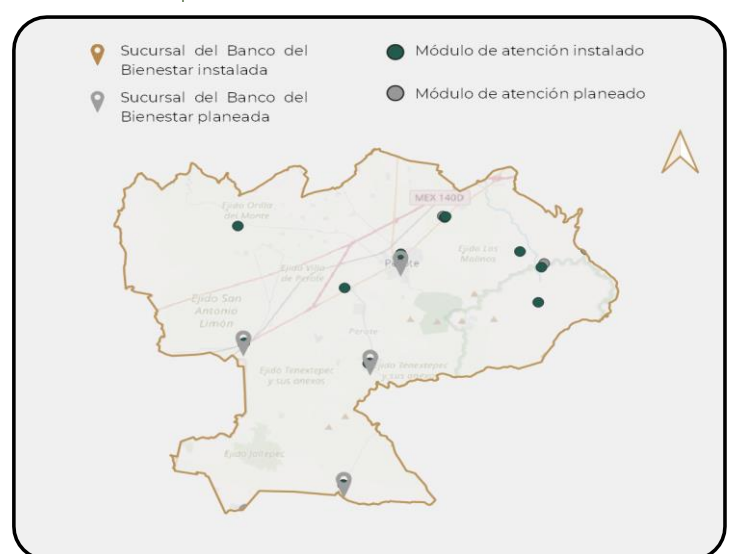 Sucursal del Banco del
Bienestar instalada
Módulo de atención instalado
Sucursal del Banco del
Bienestar planeada
Módulo de atención planeado
MEX 140D
Ejido Orilla
del Monte
Ejido Los
Molinos
Perote
Ejido Villa
de Perote
Ejido San
Antonio
Limón
Perote
Ejido Tenextepec
y sus anexos
Ejido Tenextepec
y sus anexos